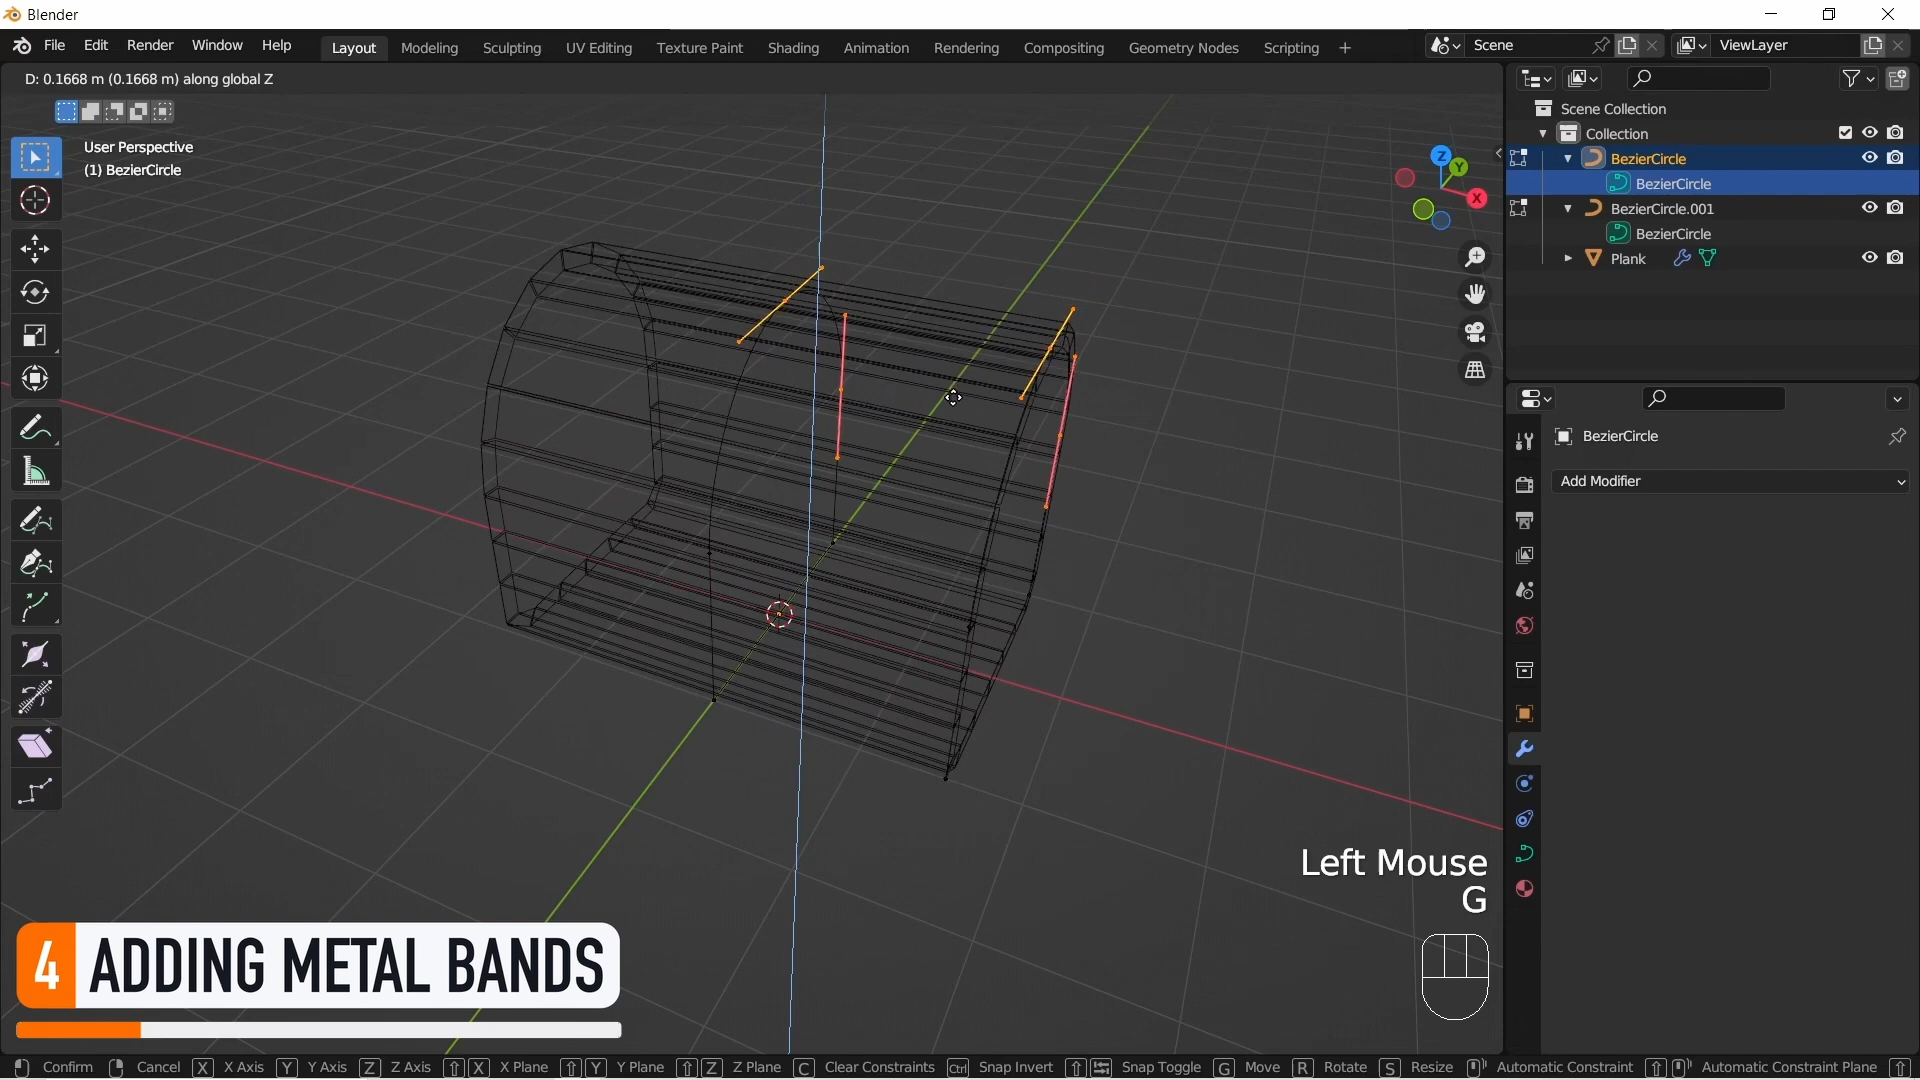 Blender
File Edit Render Window Help
Layout Modeling Sculpting UV Editing Texture Paint Shading Animation Rendering Compositing Geometry Nodes Scripting +
Scene
ViewLayer
D: 0.1668 m (0.1668 m) along global Z
User Perspective
(1) BezierCircle
Z
Y
X
Scene Collection
Collection
BezierCircle
BezierCircle
BezierCircle.001
BezierCircle
Plank
BezierCircle
Add Modifier
Left Mouse
G
4 ADDING METAL BANDS
Confirm Cancel X X Axis Y Y Axis Z Z Axis X X Plane Y Y Plane Z Z Plane C Clear Constraints Ctrl Snap Invert Snap Toggle G Move R Rotate S Resize Automatic Constraint Automatic Constraint Plane